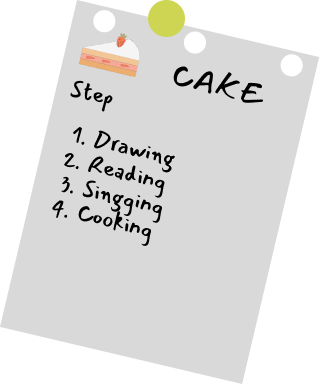 CAKE
Step
1. Drawing
2. Reading
3. Singging
4. Cooking